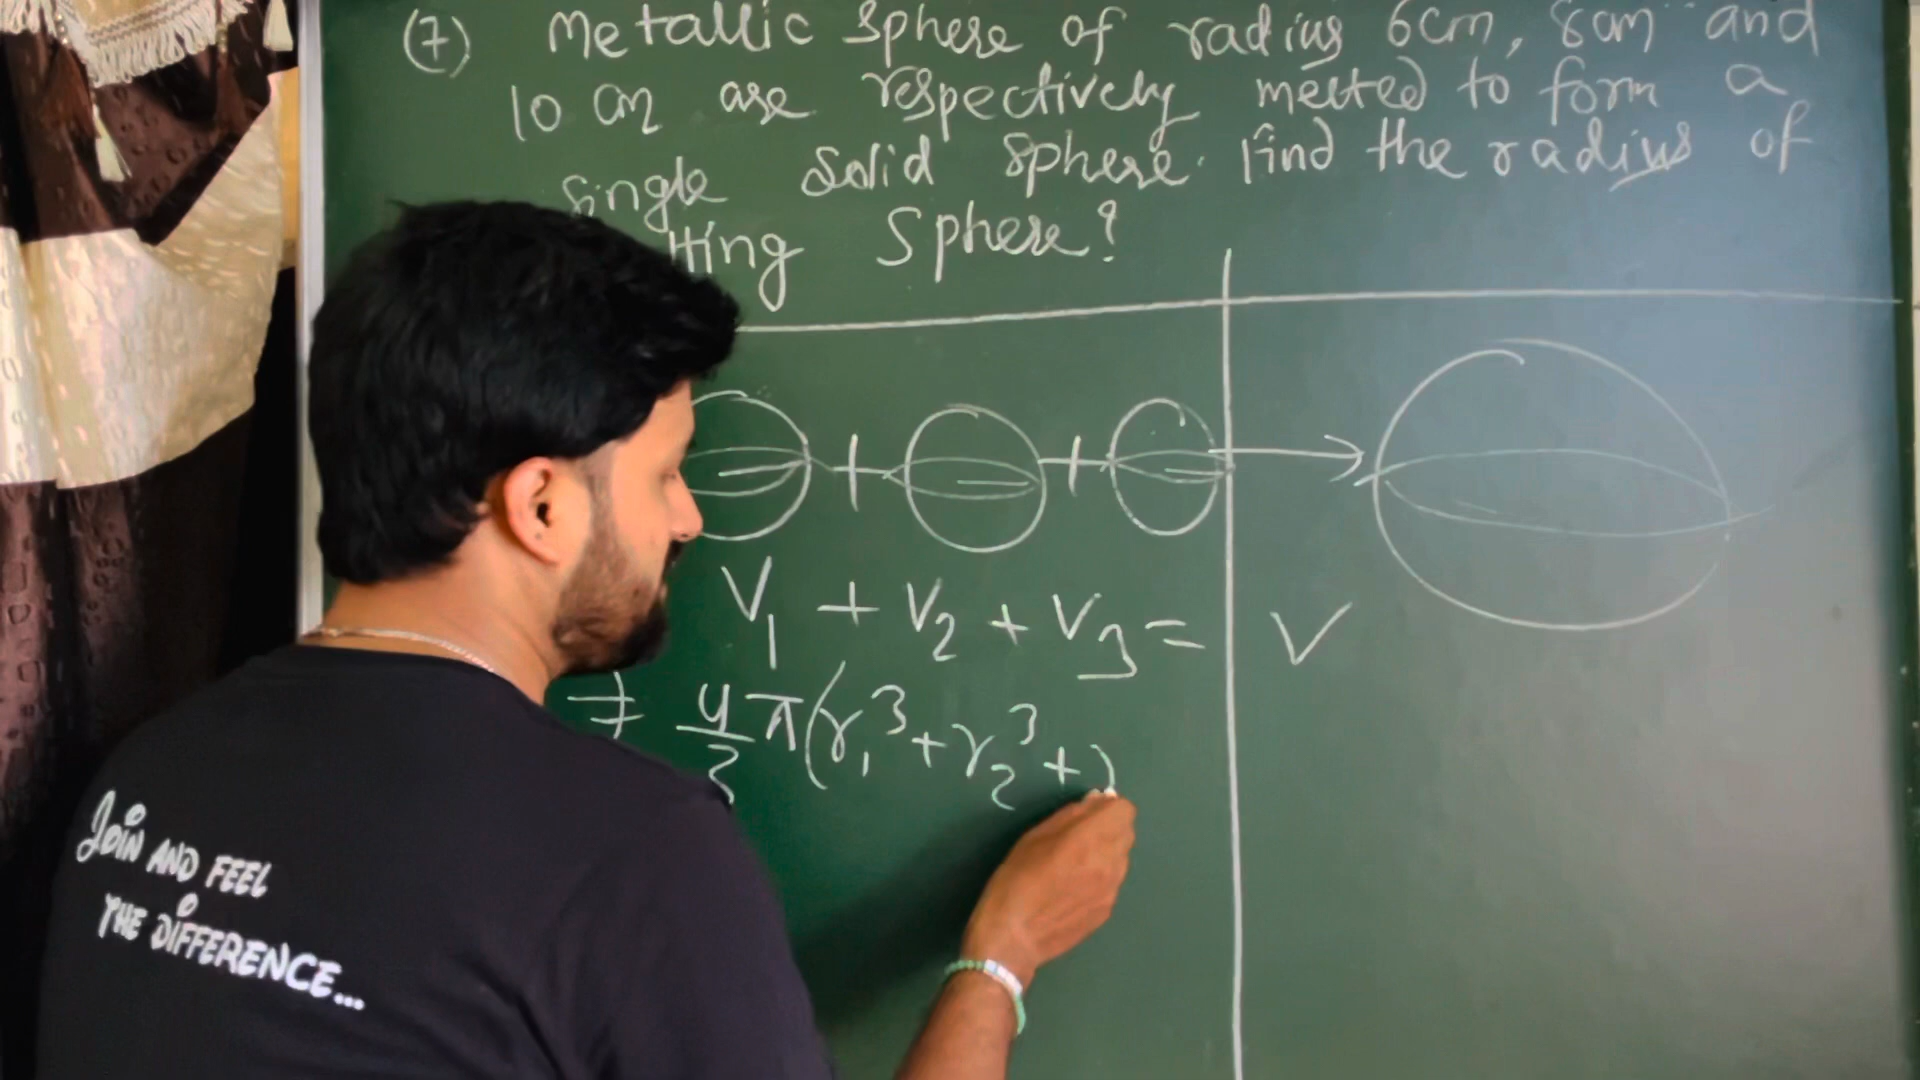 (7) Metallic sphere of radius 6cm, 8cm and
10 cm are respectively melted to form a
single solid sphere. Find the radius of
lting Sphere?
V1 + V2 + V3 = V
⇒ 4/3 π(r1³ + r2³ +
JOIN AND FEEL
THE DIFFERENCE...